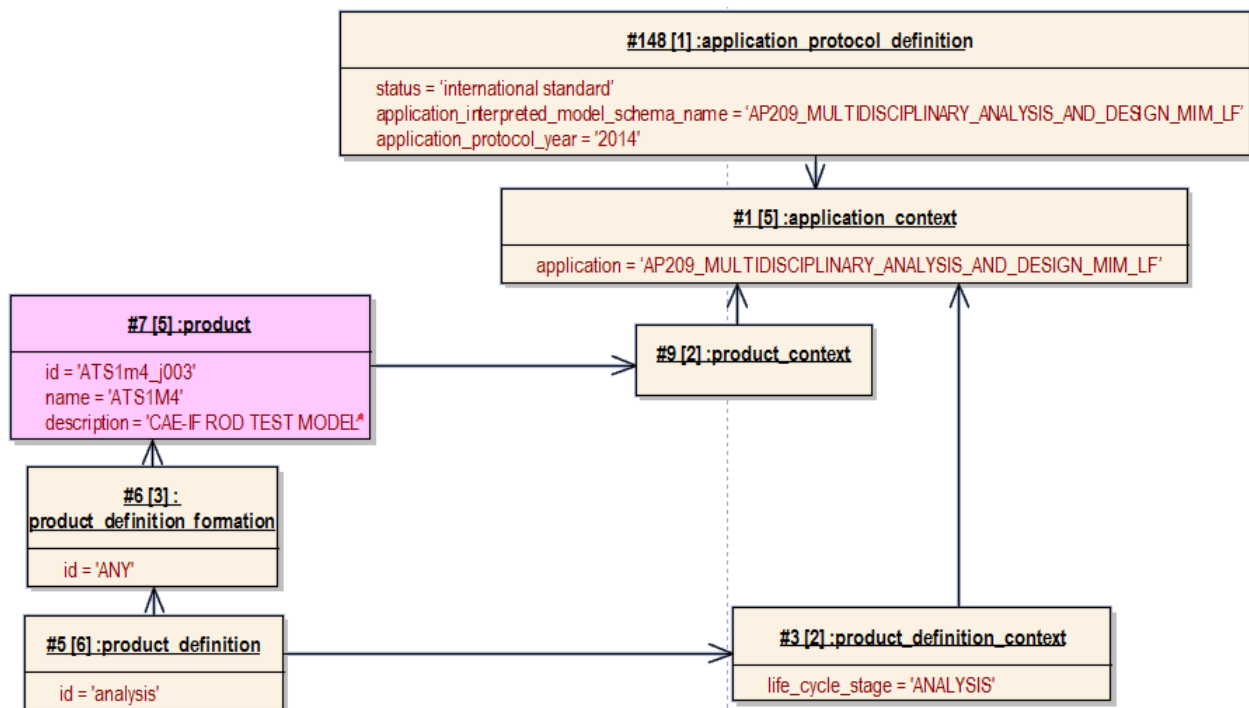 #148 [1] :application_protocol_definition
status = ‘international standard’
application_interpreted_model_schema_name = ‘AP209_MULTIDISCIPLINARY_ANALYSIS_AND_DESIGN_MIM_LF’
application_protocol_year = '2014'
#1 [5] :application_context
application = ‘AP209_MULTIDISCIPLINARY_ANALYSIS_AND_DESIGN_MIM_LF’
#7 [5] :product
id = 'ATS1m4_j003'
name = 'ATS1M4'
description = 'CAE-IF ROD TEST MODEL'
#9 [2] :product_context
#6 [3] :
product_definition_formation
id = 'ANY'
#5 [6] :product_definition
id = 'analysis'
#3 [2] :product_definition_context
life_cycle_stage = 'ANALYSIS'